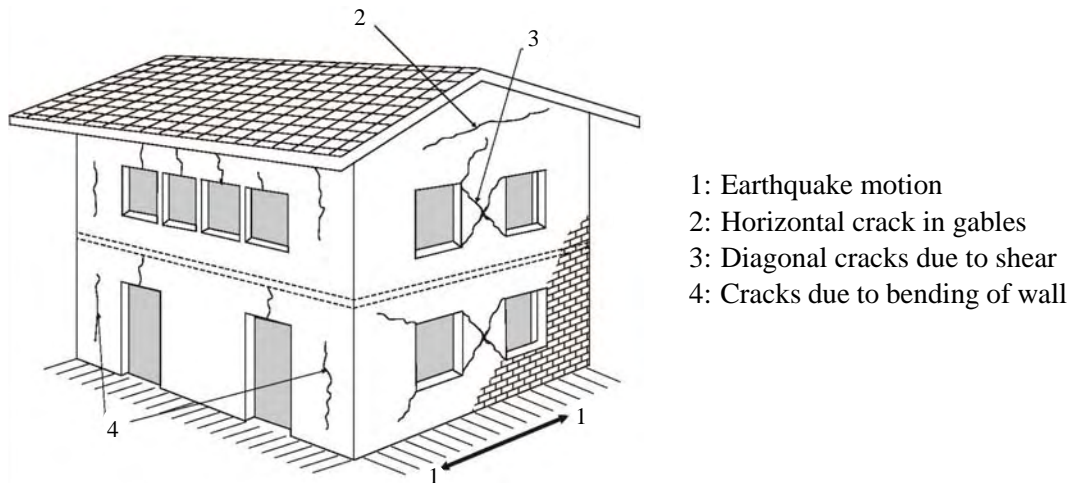 2
3
1: Earthquake motion
2: Horizontal crack in gables
3: Diagonal cracks due to shear
4: Cracks due to bending of wall
4
1
1